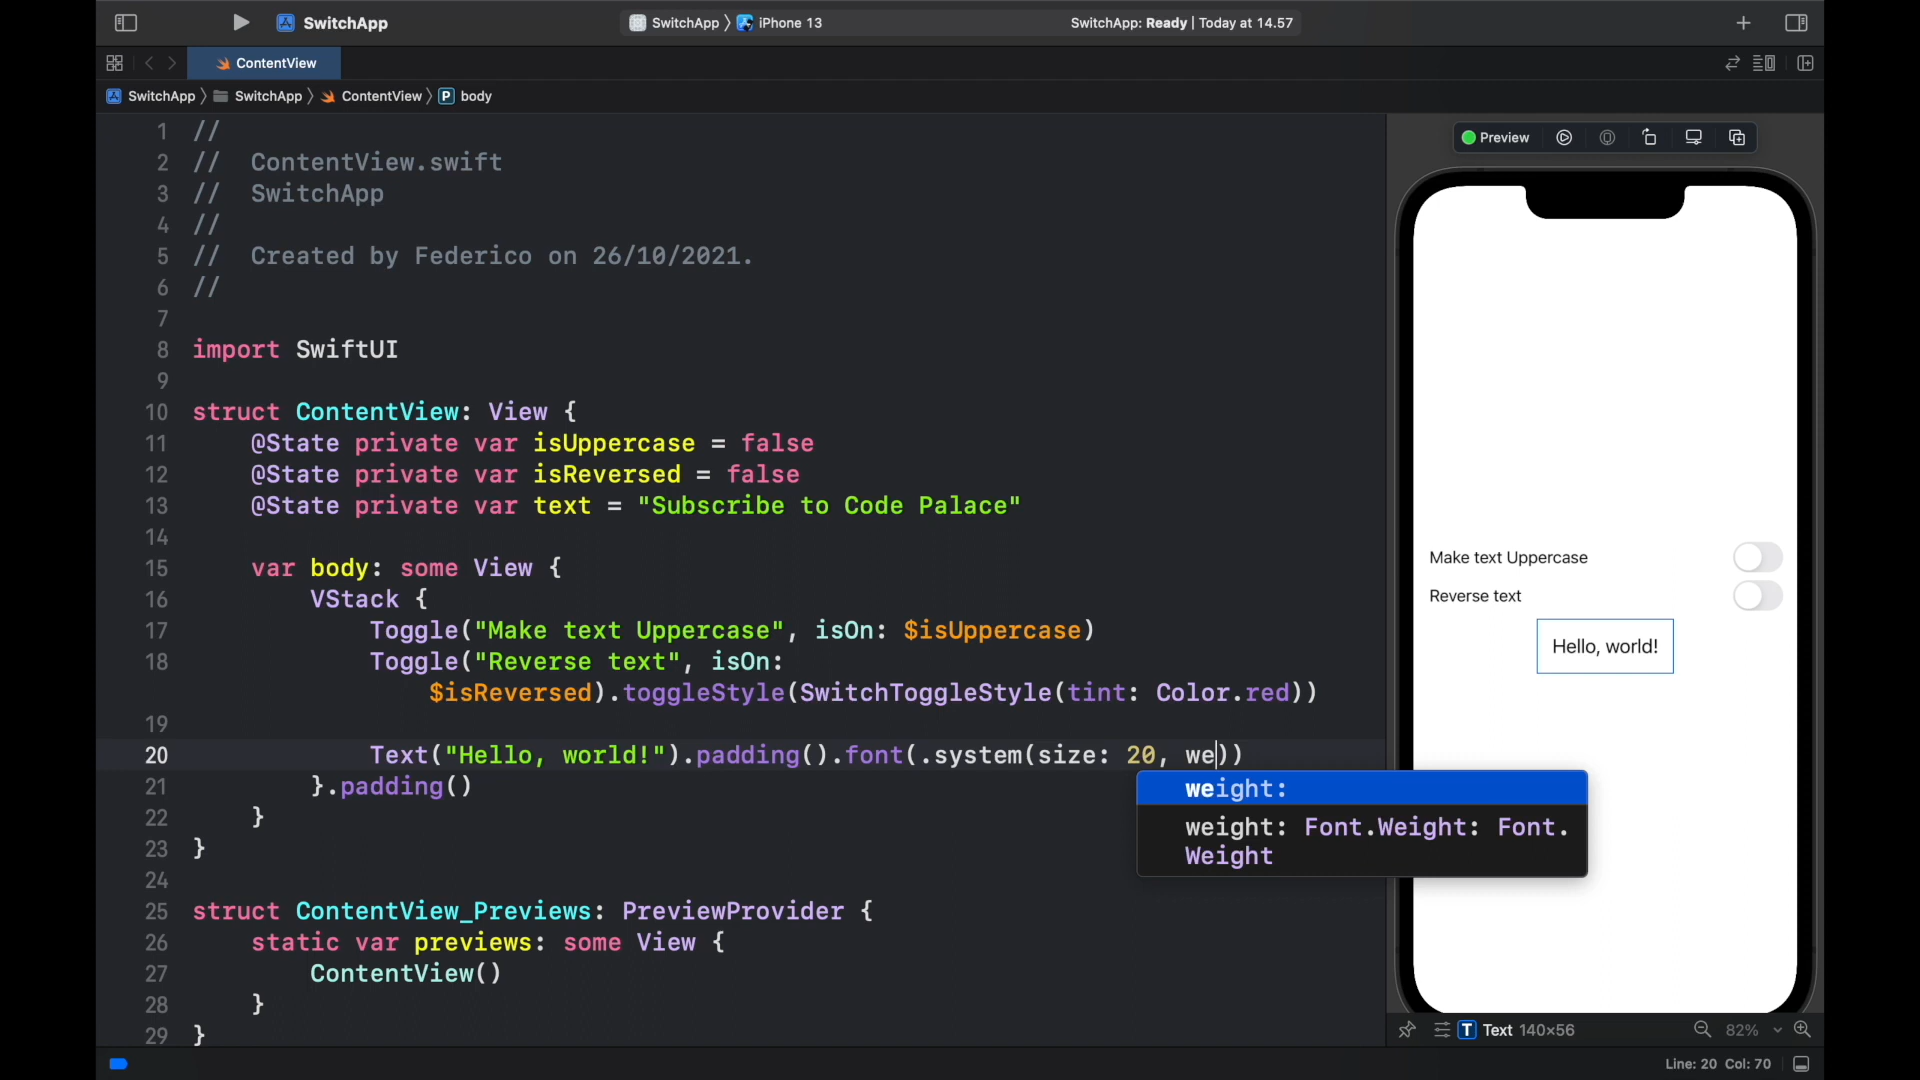 SwitchApp
SwitchApp 〉 iPhone 13
SwitchApp: Ready | Today at 14.57
ContentView
SwitchApp 〉 SwitchApp 〉 ContentView 〉 P body
1 //
2 //  ContentView.swift
3 //  SwitchApp
4 //
5 //  Created by Federico on 26/10/2021.
6 //
7
8 import SwiftUI
9
10 struct ContentView: View {
11     @State private var isUppercase = false
12     @State private var isReversed = false
13     @State private var text = "Subscribe to Code Palace"
14
15     var body: some View {
16         VStack {
17             Toggle("Make text Uppercase", isOn: $isUppercase)
18             Toggle("Reverse text", isOn:
                $isReversed).toggleStyle(SwitchToggleStyle(tint: Color.red))
19
20             Text("Hello, world!").padding().font(.system(size: 20, we))
21         }.padding()
22     }
23 }
24
25 struct ContentView_Previews: PreviewProvider {
26     static var previews: some View {
27         ContentView()
28     }
29 }
weight:
weight: Font.Weight: Font.
Weight
Preview
Make text Uppercase
Reverse text
Hello, world!
T Text 140×56
82%
Line: 20 Col: 70